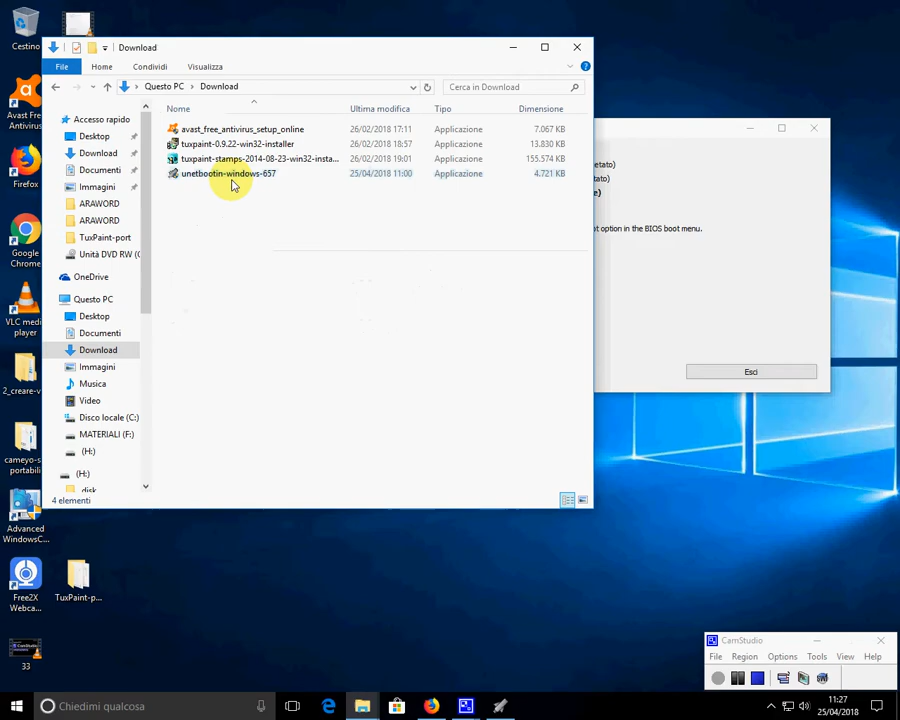 Cestino
Download
File
Home
Condividi
Visualizza
Questo PC
Download
Cerca in Download
Nome
Ultima modifica
Tipo
Dimensione
Accesso rapido
Desktop
Download
Documenti
Immagini
ARAWORD
ARAWORD
TuxPaint-port
Unità DVD RW (
OneDrive
Questo PC
Desktop
Documenti
Download
Immagini
Musica
Video
Disco locale (C:)
MATERIALI (F:)
(H:)
(H:)
disk
avast_free_antivirus_setup_online 26/02/2018 17:11 Applicazione 7.067 KB
tuxpaint-0.9.22-win32-installer 26/02/2018 18:57 Applicazione 13.830 KB
tuxpaint-stamps-2014-08-23-win32-insta... 26/02/2018 19:01 Applicazione 155.574 KB
unetbootin-windows-657 25/04/2018 11:00 Applicazione 4.721 KB
4 elementi
etato)
tato)
e)
ot option in the BIOS boot menu.
Esci
Avast Free
Antivirus
Firefox
Google
Chrome
VLC media
player
2_creare-v...
cameyo-s...
portabili
Advanced
WindowsC...
Free2X
Webca...
TuxPaint-p...
33
CamStudio
File
Region
Options
Tools
View
Help
Chiedimi qualcosa
11:27
25/04/2018